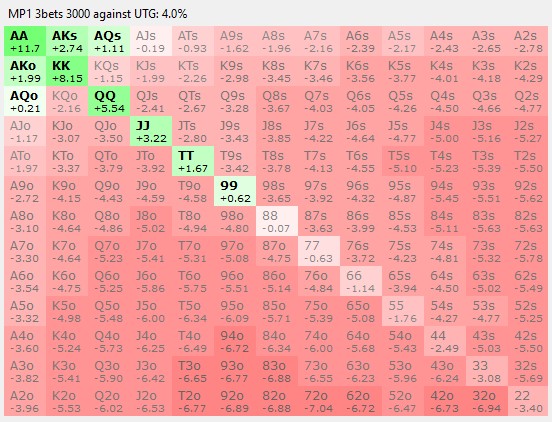 MP1 3bets 3000 against UTG: 4.0%
AA AKs AQs AJs ATs A9s A8s A7s A6s A5s A4s A3s A2s
+11.7 +2.74 +1.11 -0.19 -0.93 -1.62 -1.96 -2.16 -2.39 -2.17 -2.43 -2.65 -2.78
AKo KK KQs KJs KTs K9s K8s K7s K6s K5s K4s K3s K2s
+1.99 +8.15 -1.15 -1.99 -2.26 -2.98 -3.45 -3.46 -3.56 -3.77 -4.01 -4.18 -4.29
AQo KQo QQ QJs QTs Q9s Q8s Q7s Q6s Q5s Q4s Q3s Q2s
+0.21 -2.16 +5.54 -2.41 -2.67 -3.28 -3.67 -4.03 -4.05 -4.26 -4.50 -4.66 -4.77
AJo KJo QJo JJ JTs J9s J8s J7s J6s J5s J4s J3s J2s
-1.17 -3.07 -3.50 +3.22 -2.80 -3.43 -3.85 -4.22 -4.64 -4.77 -5.00 -5.16 -5.27
ATo KTo QTo JTo TT T9s T8s T7s T6s T5s T4s T3s T2s
-1.97 -3.37 -3.79 -3.92 +1.67 -3.42 -3.78 -4.13 -4.55 -5.10 -5.23 -5.39 -5.50
A9o K9o Q9o J9o T9o 99 98s 97s 96s 95s 94s 93s 92s
-2.72 -4.15 -4.43 -4.59 -4.58 +0.62 -3.65 -3.92 -4.32 -4.87 -5.45 -5.51 -5.62
A8o K8o Q8o J8o T8o 98o 88 87s 86s 85s 84s 83s 82s
-3.10 -4.64 -4.86 -5.02 -4.94 -4.80 -0.07 -3.63 -3.99 -4.53 -5.11 -5.63 -5.63
A7o K7o Q7o J7o T7o 97o 87o 77 76s 75s 74s 73s 72s
-3.30 -4.64 -5.23 -5.41 -5.31 -5.08 -4.75 -0.63 -3.72 -4.23 -4.81 -5.32 -5.78
A6o K6o Q6o J6o T6o 96o 86o 76o 66 65s 64s 63s 62s
-3.54 -4.75 -5.25 -5.86 -5.75 -5.51 -5.14 -4.84 -1.14 -3.94 -4.50 -5.02 -5.49
A5o K5o Q5o J5o T5o 95o 85o 75o 65o 55 54s 53s 52s
-3.32 -4.98 -5.48 -6.00 -6.34 -6.09 -5.71 -5.39 -5.08 -1.76 -4.27 -4.77 -5.25
A4o K4o Q4o J4o T4o 94o 84o 74o 64o 54o 44 43s 42s
-3.60 -5.24 -5.73 -6.25 -6.49 -6.72 -6.34 -6.00 -5.68 -5.43 -2.49 -5.03 -5.50
A3o K3o Q3o J3o T3o 93o 83o 73o 63o 53o 43o 33 32s
-3.82 -5.41 -5.90 -6.42 -6.65 -6.77 -6.88 -6.55 -6.23 -5.96 -6.24 -3.08 -5.69
A2o K2o Q2o J2o T2o 92o 82o 72o 62o 52o 42o 32o 22
-3.96 -5.53 -6.02 -6.53 -6.77 -6.89 -6.88 -7.04 -6.72 -6.47 -6.73 -6.94 -3.40